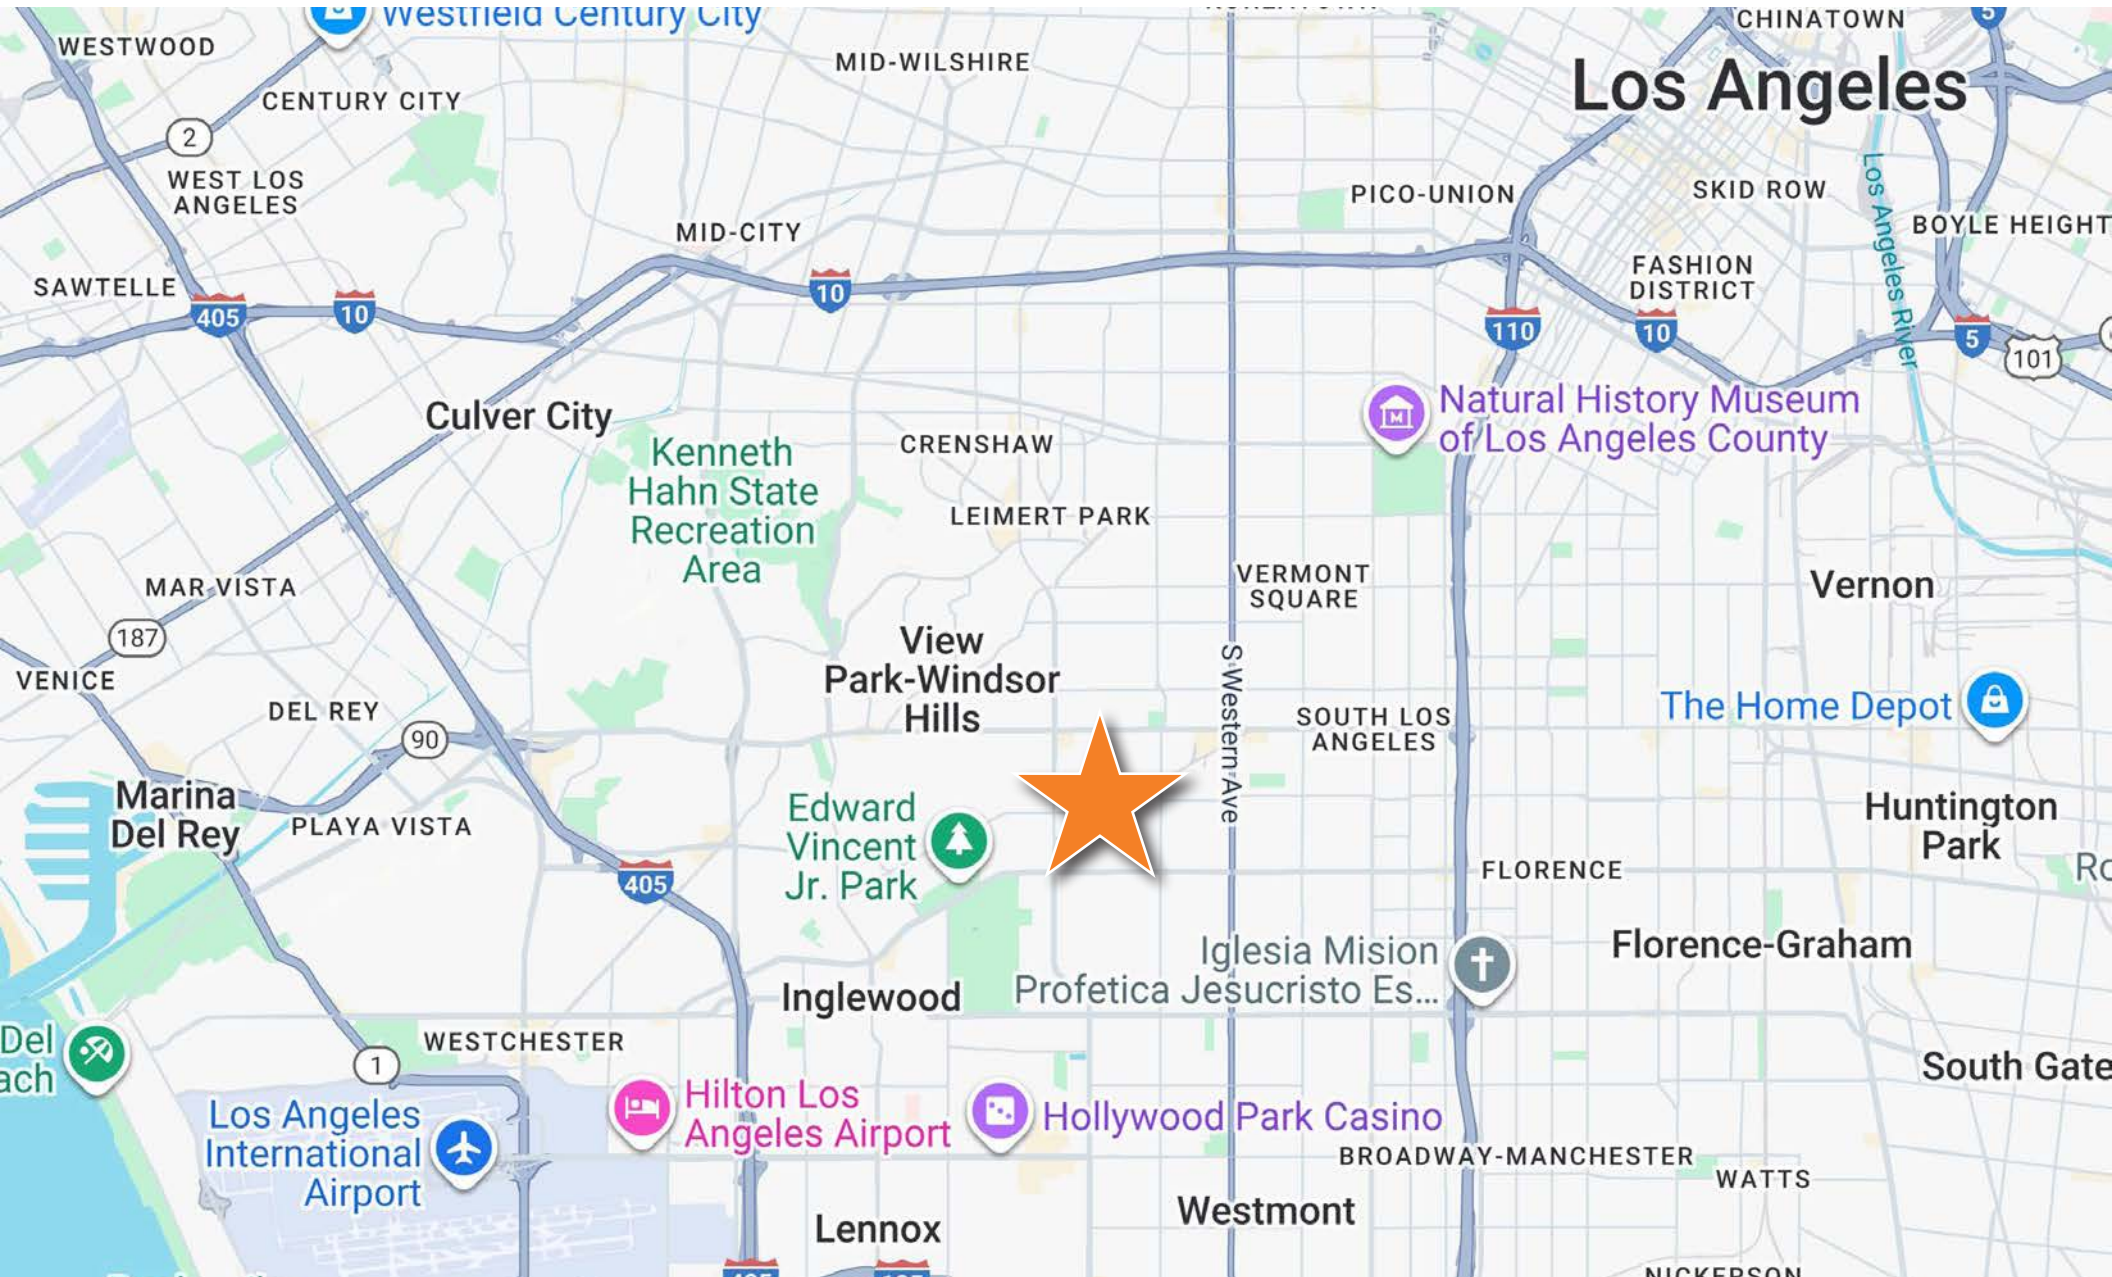 Westfield Century City
CHINATOWN
5
WESTWOOD
MID-WILSHIRE
Los Angeles
CENTURY CITY
2
WEST LOS
ANGELES
PICO-UNION
SKID ROW
Los Angeles River
BOYLE HEIGHT
MID-CITY
SAWTELLE
FASHION
DISTRICT
405
10
10
110
10
5
101
Culver City
Natural History Museum
of Los Angeles County
CRENSHAW
Kenneth
Hahn State
Recreation
Area
LEIMERT PARK
VERMONT
SQUARE
Vernon
MAR VISTA
187
View
Park-Windsor
Hills
S Western Ave
VENICE
DEL REY
The Home Depot
SOUTH LOS
ANGELES
90
Marina
Del Rey
PLAYA VISTA
Edward
Vincent
Jr. Park
Huntington
Park
405
FLORENCE
Ro
Iglesia Mision
Profetica Jesucristo Es...
Florence-Graham
Inglewood
Del
ach
WESTCHESTER
1
South Gate
Los Angeles
International
Airport
Hilton Los
Angeles Airport
Hollywood Park Casino
BROADWAY-MANCHESTER
WATTS
Westmont
Lennox
405
NICKERSON